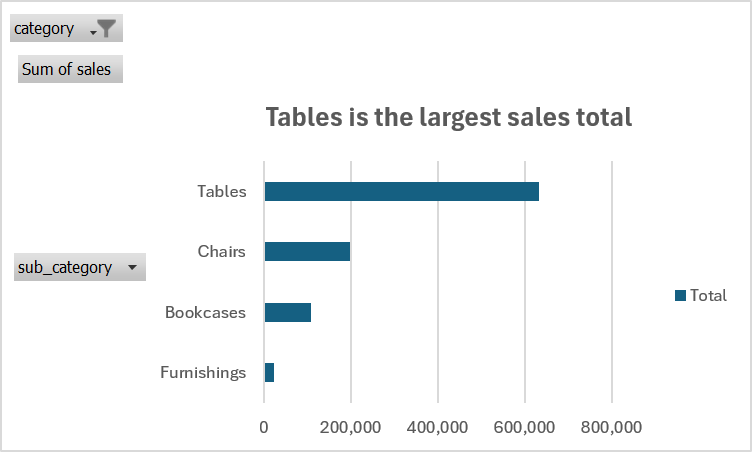 category
Sum of sales
Tables is the largest sales total
Tables
Chairs
sub_category
Bookcases
Total
Furnishings
0 200,000 400,000 600,000 800,000